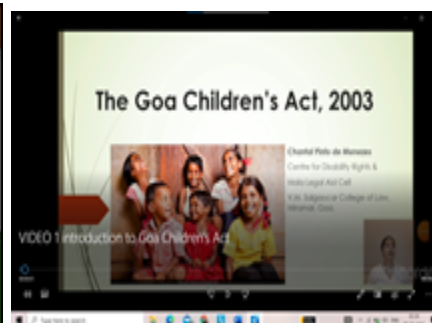 The Goa Children's Act, 2003
Chantal Pinto de Menezes
Centre for Disability Rights &
Legal Aid Cell
V.M. Salgaocar College of Law,
Miramar, Goa.
VIDEO 1 introduction to Goa Children's Act